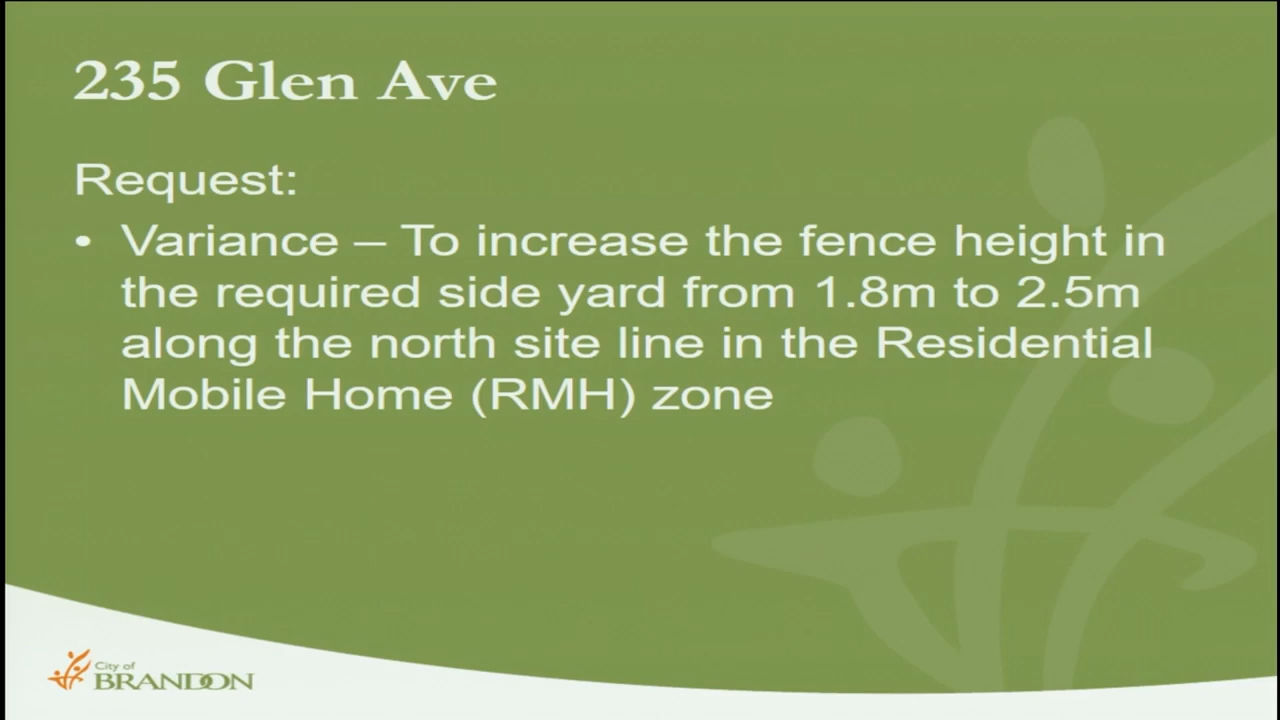 235 Glen Ave
Request:
• Variance – To increase the fence height in
the required side yard from 1.8m to 2.5m
along the north site line in the Residential
Mobile Home (RMH) zone
City of
BRANDON